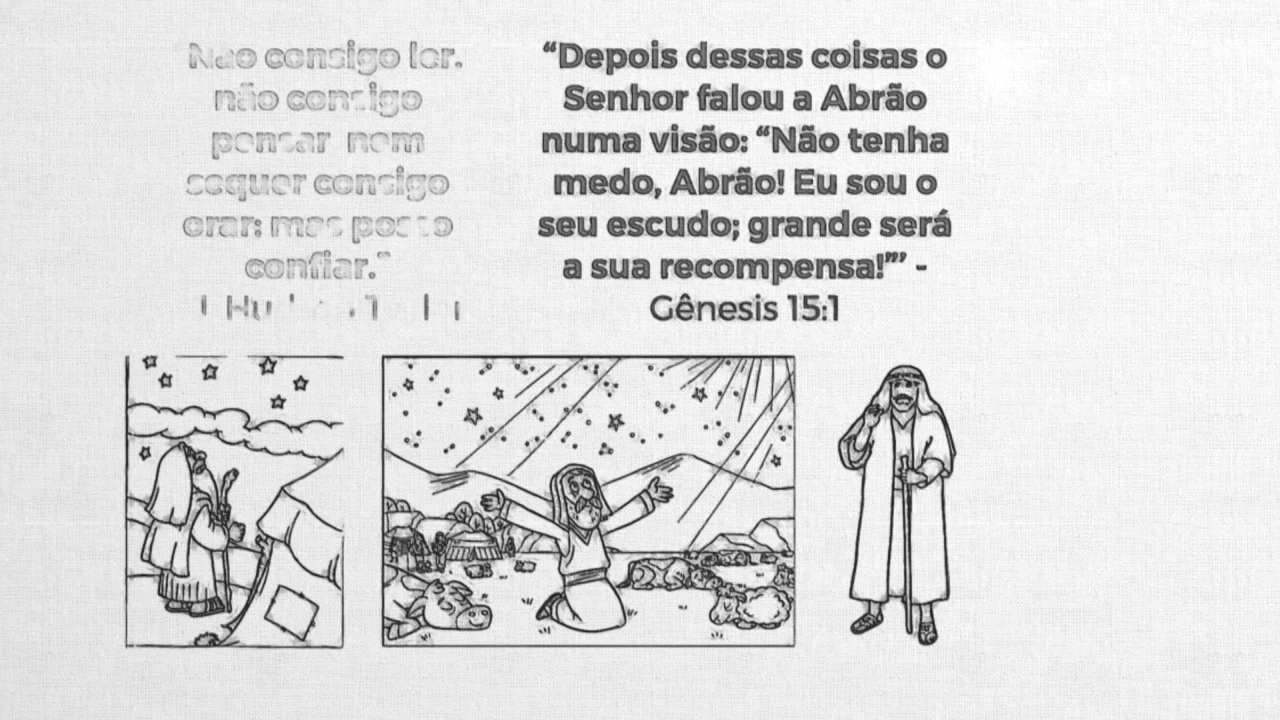 Não consigo ler.
não consigo
pensar nem
sequer consigo
orar; mas posso
confiar."
“Depois dessas coisas o
Senhor falou a Abrão
numa visão: “Não tenha
medo, Abrão! Eu sou o
seu escudo; grande será
a sua recompensa!”’ -
Gênesis 15:1